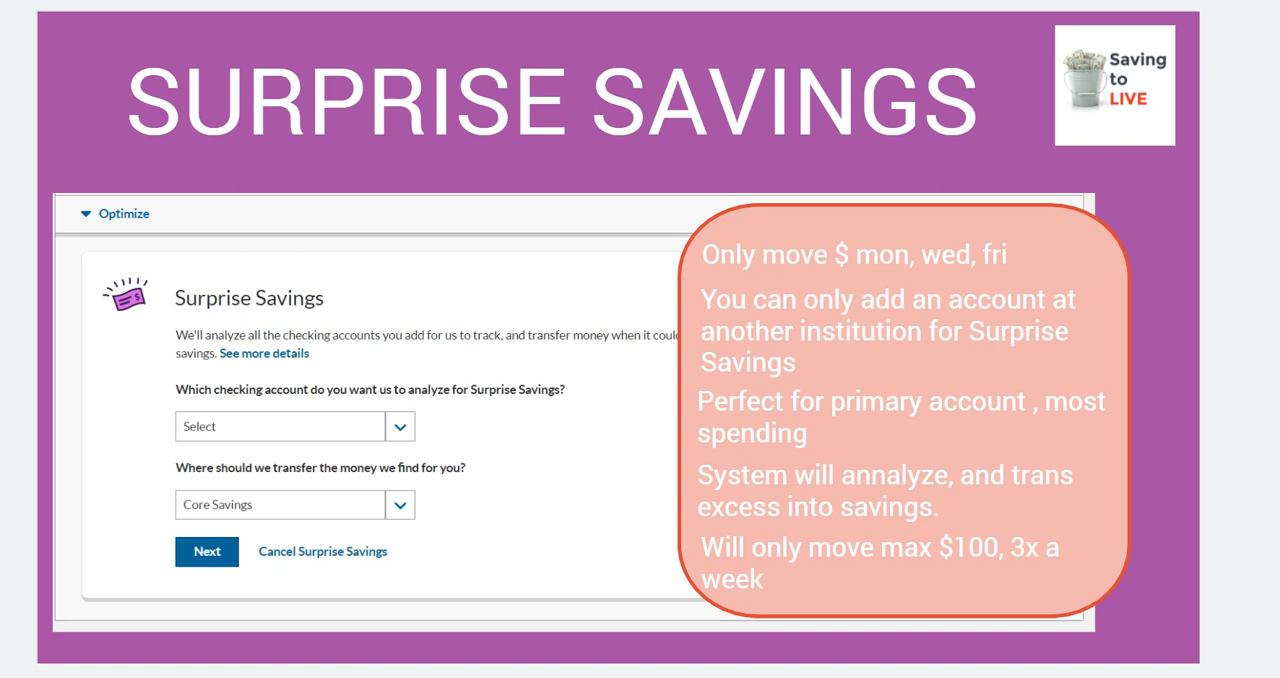 SURPRISE SAVINGS
Saving
to
LIVE
Optimize
Surprise Savings
We'll analyze all the checking accounts you add for us to track, and transfer money when it could
savings. See more details
Which checking account do you want us to analyze for Surprise Savings?
Select
Where should we transfer the money we find for you?
Core Savings
Next
Cancel Surprise Savings
Only move $ mon, wed, fri
You can only add an account at
another institution for Surprise
Savings
Perfect for primary account , most
spending
System will annalyze, and trans
excess into savings.
Will only move max $100, 3x a
week